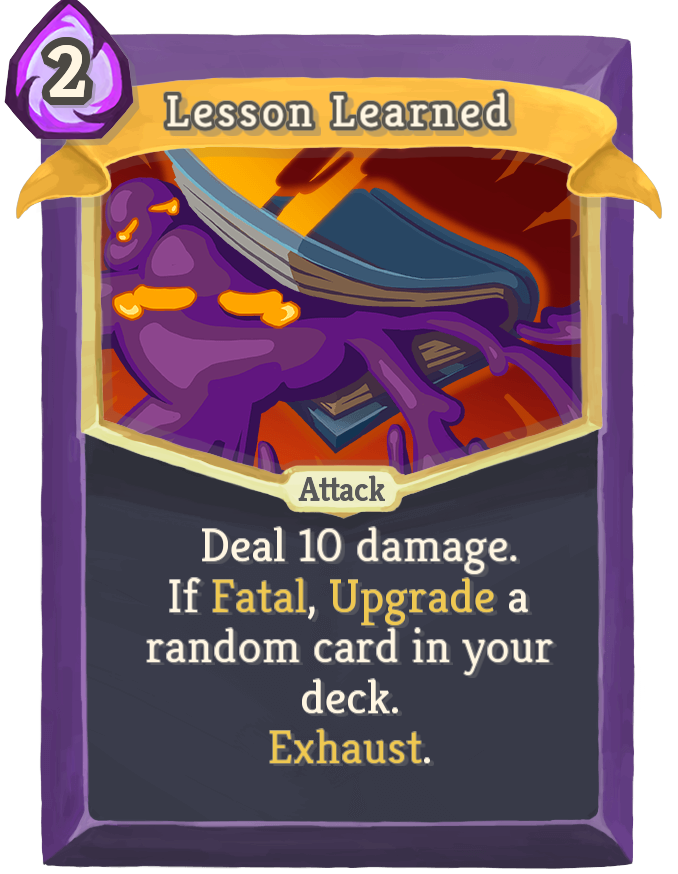 2
Lesson Learned
Attack
Deal 10 damage.
If Fatal, Upgrade a
random card in your
deck.
Exhaust.